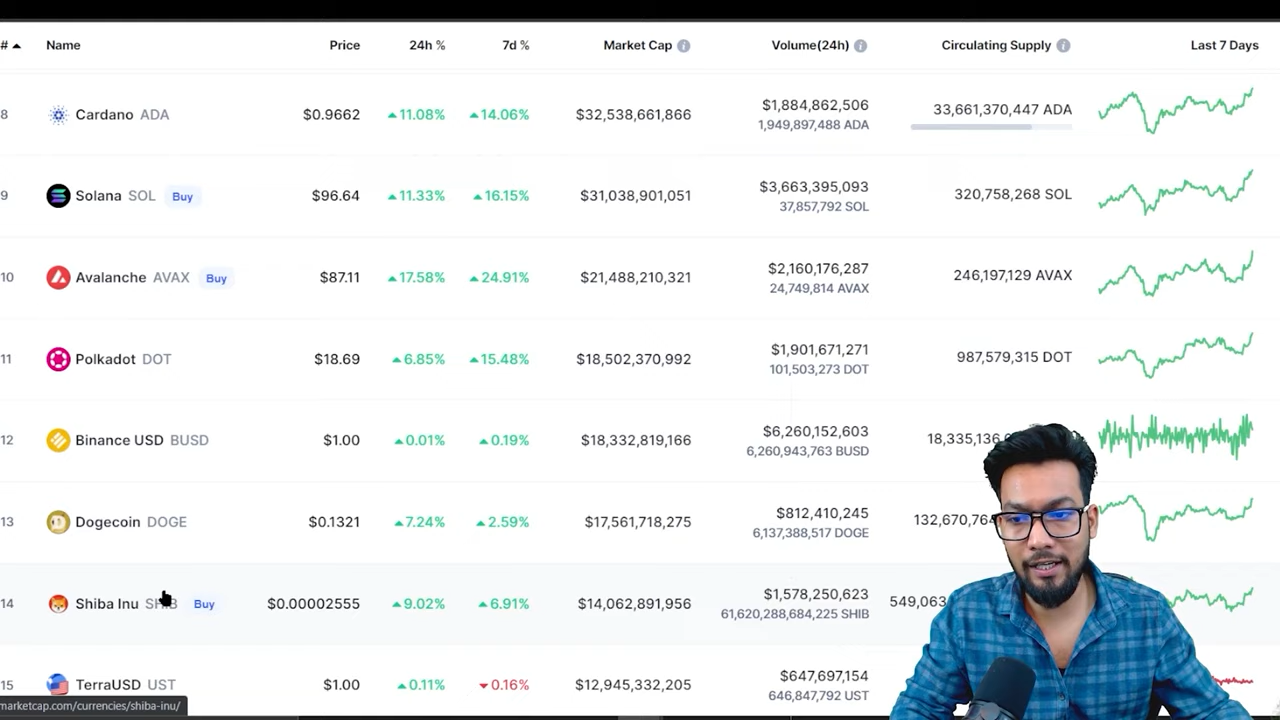 # Name Price 24h % 7d % Market Cap Volume(24h) Circulating Supply Last 7 Days
8 Cardano ADA $0.9662 11.08% 14.06% $32,538,661,866 $1,884,862,506 33,661,370,447 ADA
1,949,897,488 ADA
9 Solana SOL Buy $96.64 11.33% 16.15% $31,038,901,051 $3,663,395,093 320,758,268 SOL
37,857,792 SOL
10 Avalanche AVAX Buy $87.11 17.58% 24.91% $21,488,210,321 $2,160,176,287 246,197,129 AVAX
24,749,814 AVAX
11 Polkadot DOT $18.69 6.85% 15.48% $18,502,370,992 $1,901,671,271 987,579,315 DOT
101,503,273 DOT
12 Binance USD BUSD $1.00 0.01% 0.19% $18,332,819,166 $6,260,152,603 18,335,136
6,260,943,763 BUSD
13 Dogecoin DOGE $0.1321 7.24% 2.59% $17,561,718,275 $812,410,245 132,670,764
6,137,388,517 DOGE
14 Shiba Inu SHIB Buy $0.00002555 9.02% 6.91% $14,062,891,956 $1,578,250,623 549,063
61,620,288,684,225 SHIB
15 TerraUSD UST $1.00 0.11% 0.16% $12,945,332,205 $647,697,154
646,847,792 UST
marketcap.com/currencies/shiba-inu/